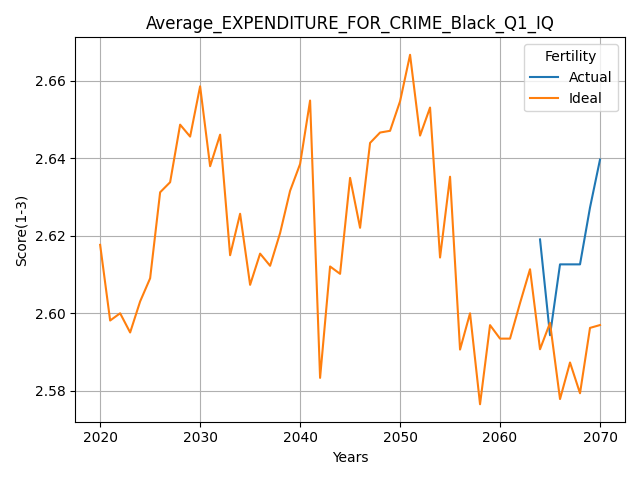 Average_EXPENDITURE_FOR_CRIME_Black_Q1_IQ
Fertility
Actual
Ideal
Score(1-3)
2.66
2.64
2.62
2.60
2.58
2020 2030 2040 2050 2060 2070
Years